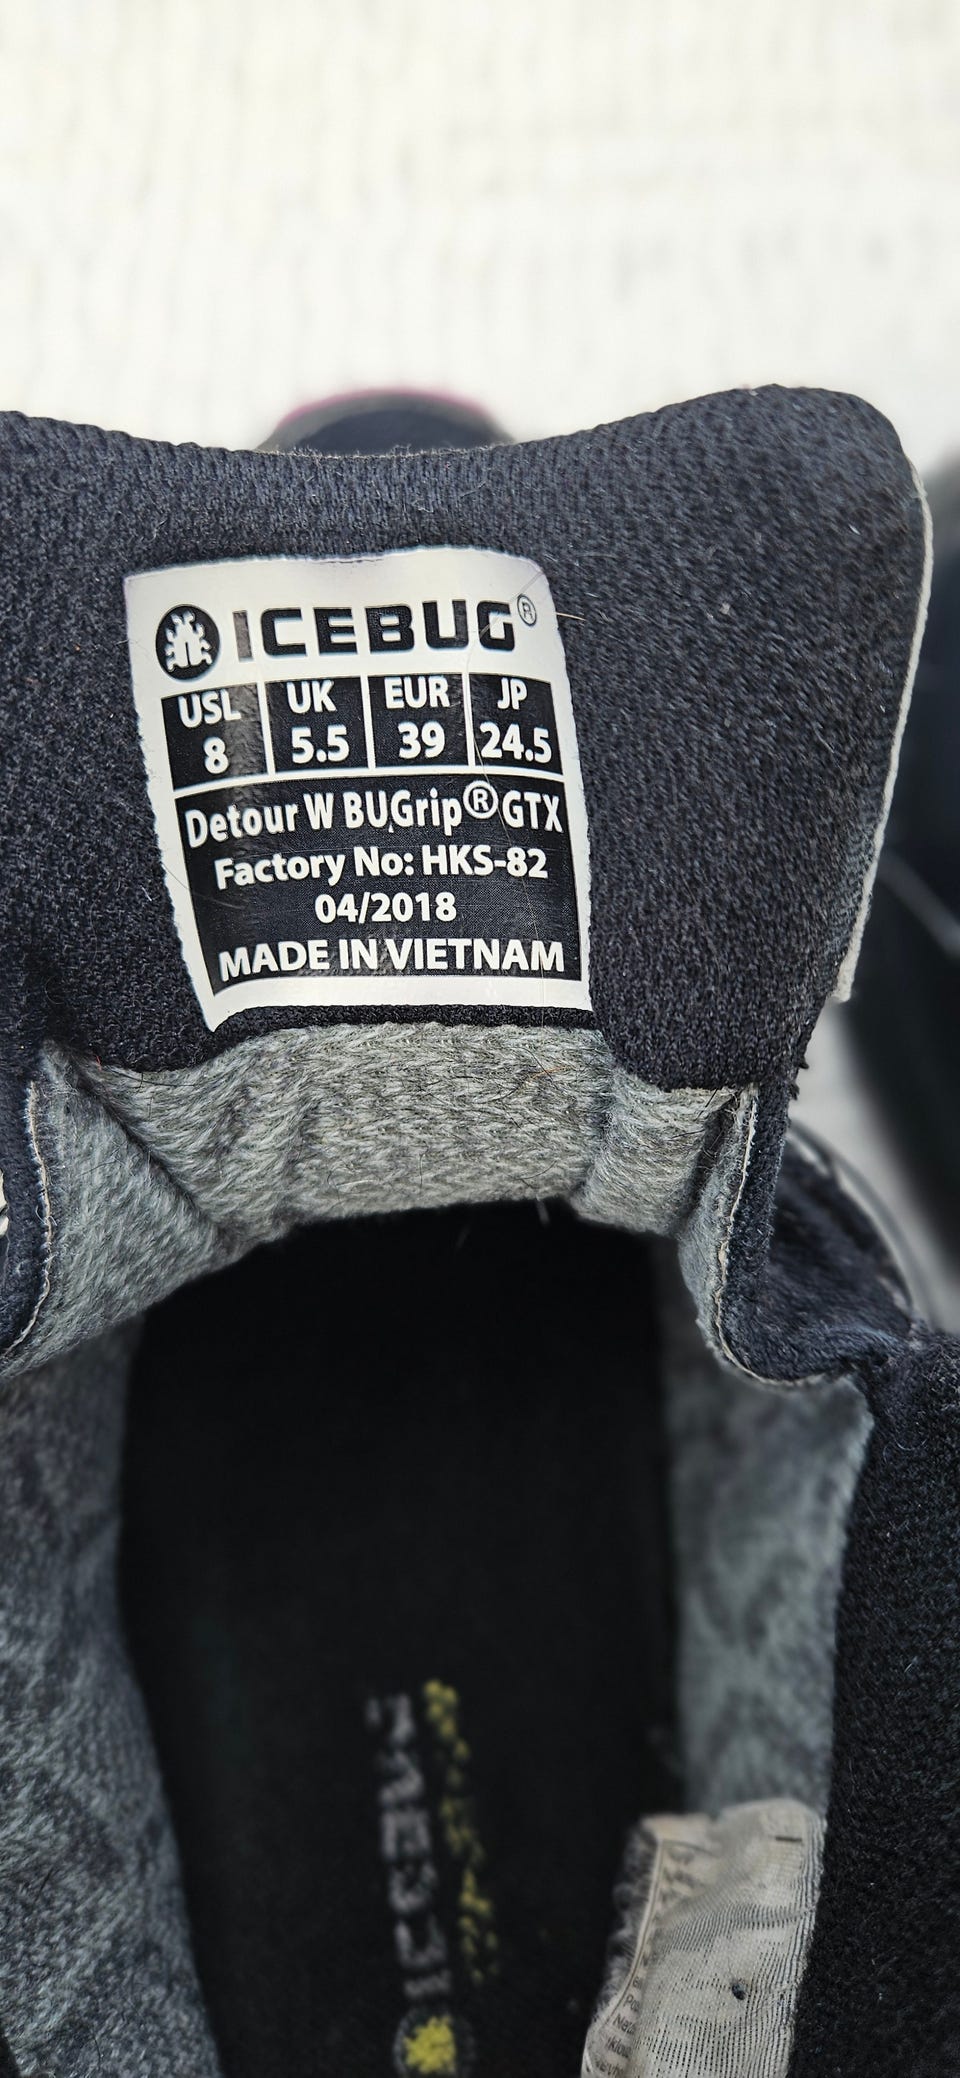 ICEBUG®
USL UK EUR JP
8 5.5 39 24.5
Detour W BUGrip® GTX
Factory No: HKS-82
04/2018
MADE IN VIETNAM